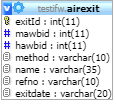 testifw.airexit
exitId : int(11)
mawbid : int(11)
hawbid : int(11)
method : varchar(10)
name : varchar(35)
refno : varchar(10)
exitdate : varchar(20)